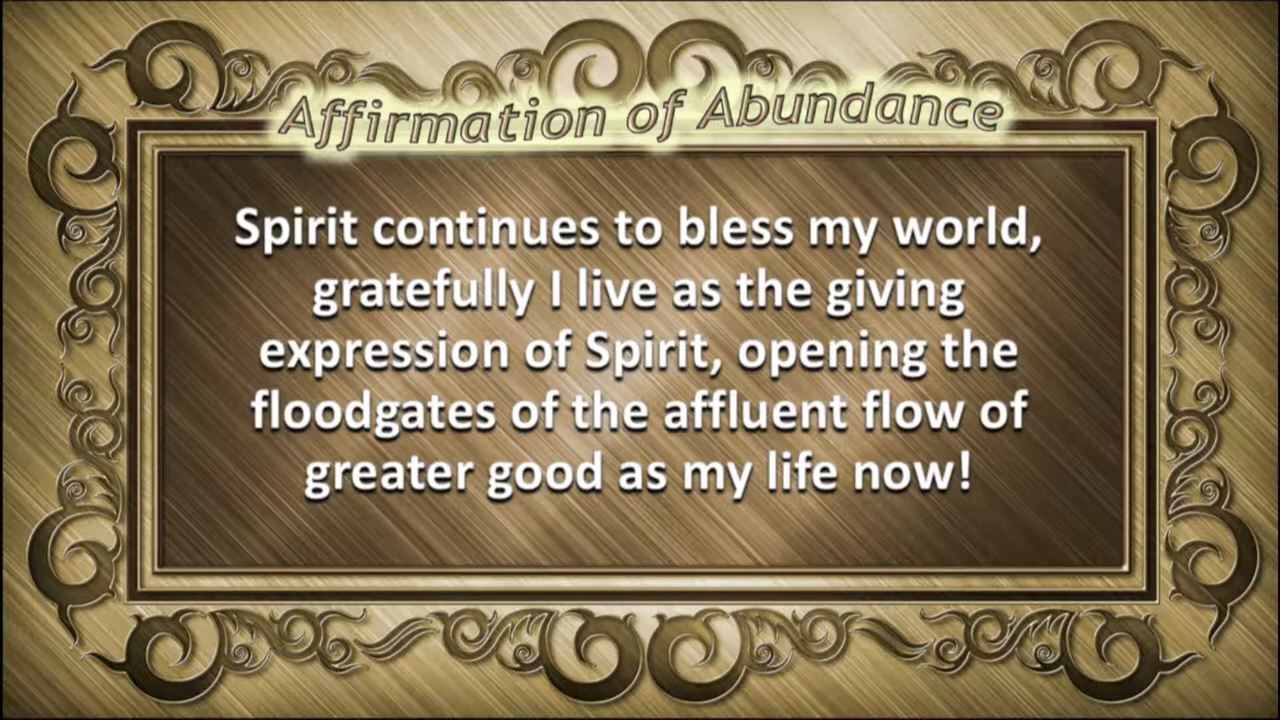 Affirmation of Abundance
Spirit continues to bless my world,
gratefully I live as the giving
expression of Spirit, opening the
floodgates of the affluent flow of
greater good as my life now!